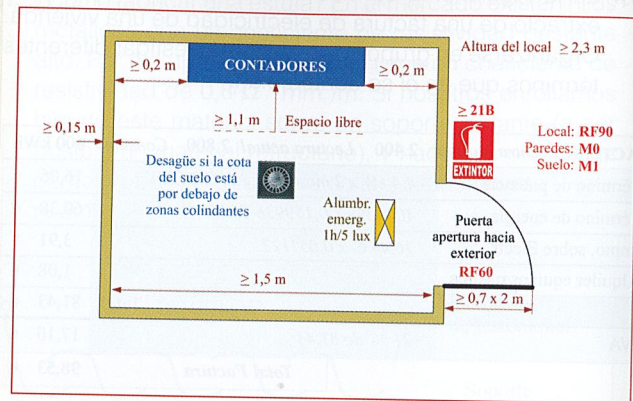 Altura del local ≥ 2,3 m
≥ 0,2 m
CONTADORES
≥ 0,2 m
≥ 0,15 m
≥ 1,1 m
Espacio libre
≥ 21B
EXTINTOR
Local: RF90
Paredes: M0
Suelo: M1
Desagüe si la cota
del suelo está
por debajo de
zonas colindantes
Alumbr.
emerg.
1h/5 lux
Puerta
apertura hacia
exterior
RF60
≥ 1,5 m
≥ 0,7 x 2 m